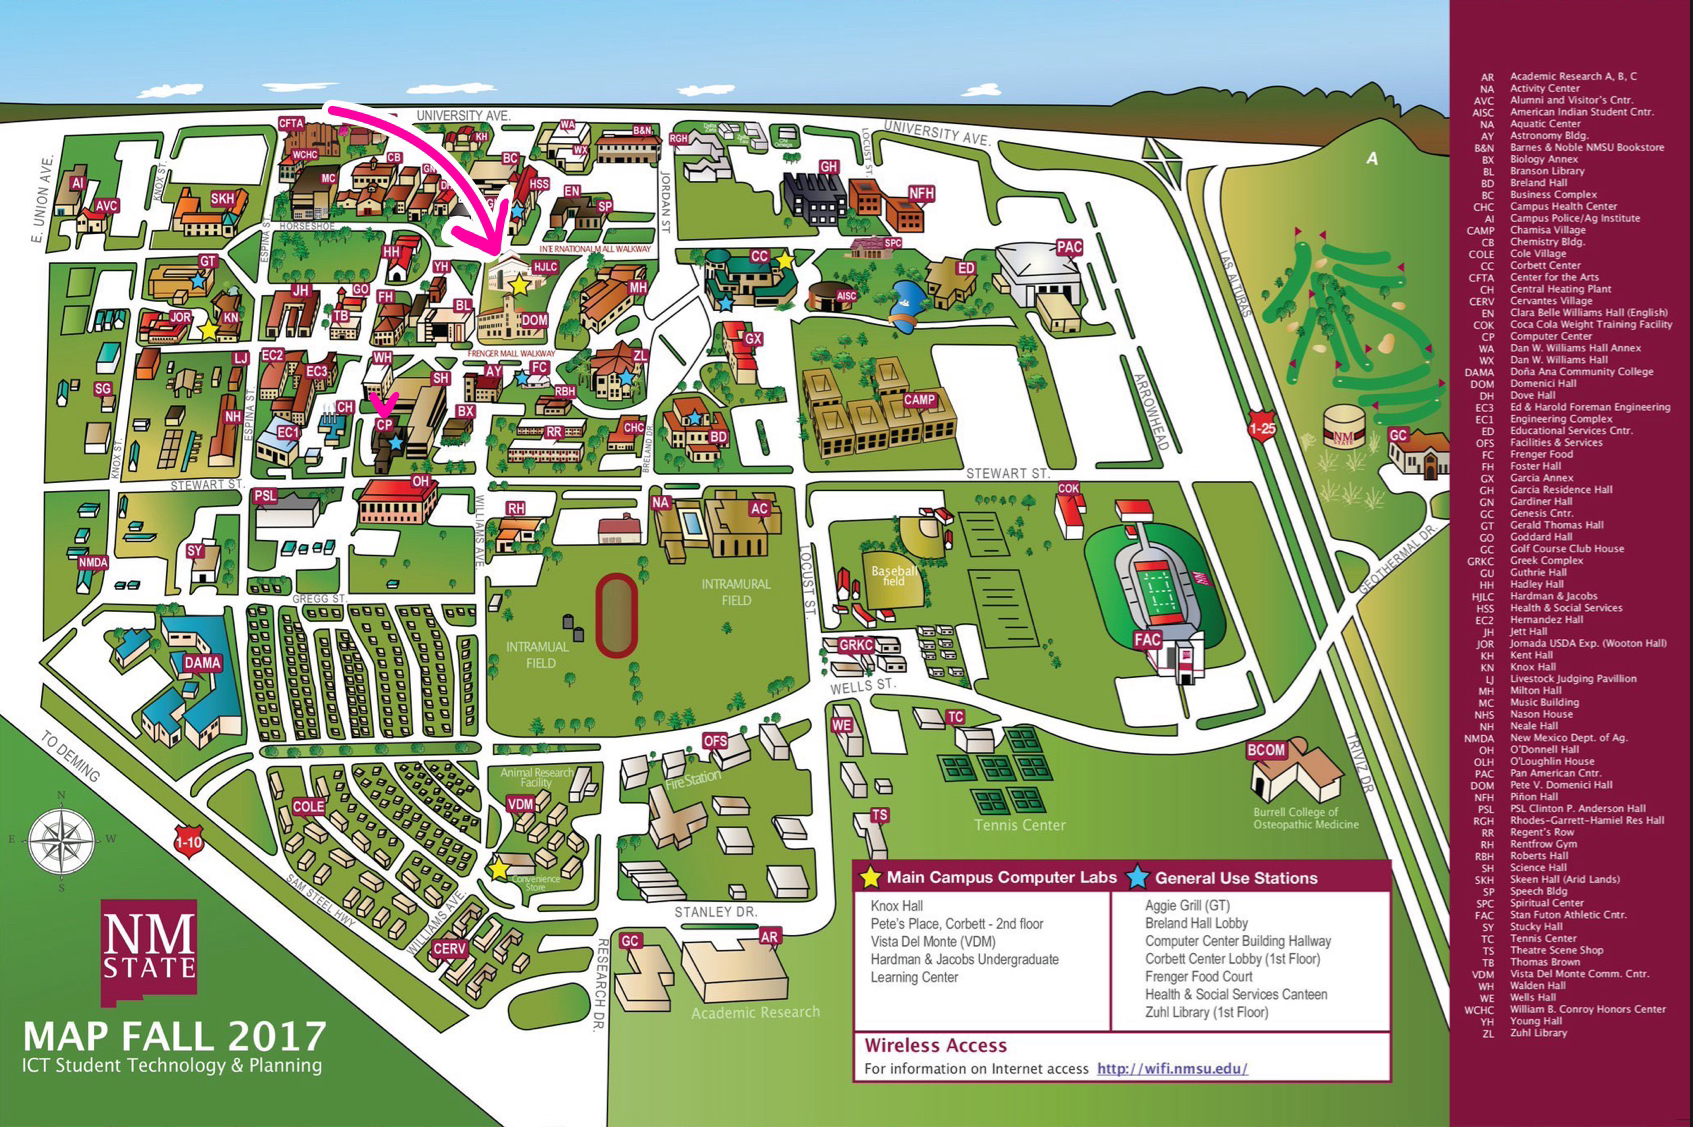 UNIVERSITY AVE.
UNIVERSITY AVE.
CFTA
KH
WA
B&N
RGH
WX
LOCUST ST.
A
E. UNION AVE.
KNOX ST.
WCHC
CB
BC
MC
GN
DH
HSS
EN
SP
GH
NFH
AI
AVC
SKH
JORDAN ST
HORSESHOE
ESPINA ST.
INTERNATIONAL MALL WALKWAY
SPC
PAC
HH
GT
YH
HJLC
CC
ED
LAS ALTURAS
JH
GO
FH
BL
MH
AISC
JOR
KN
TB
DOM
GX
FRENGER MALL WALKWAY
LJ
EC2
WH
ZL
EC3
SH
AY
FC
SG
RBH
CAMP
ARROWHEAD
NH
CH
BX
CP
EC1
RR
CHC
BD
ESPINA ST.
KNOX ST.
BRELAND DR.
1-25
NM
STATE
GC
STEWART ST.
STEWART ST.
OH
PSL
RH
NA
AC
COK
WILLIAMS AVE.
NMDA
SY
LOCUST ST.
Baseball
field
GEOTHERMAL DR.
GREGG ST.
INTRAMURAL
FIELD
INTRAMUAL
FIELD
DAMA
GRKC
FAC
WELLS ST.
TO DEMING
WE
TC
OFS
BCOM
TRIVIZ DR
Animal Research
Facility
Fire Station
COLE
VDM
Burrell College of
Osteopathic Medicine
TS
Tennis Center
N
E
W
S
1-10
Convenience
Store
SAM STEEL HWY
WILLIAMS AVE.
STANLEY DR.
CERV
RESEARCH DR.
GC
AR
Academic Research
NM
STATE
MAP FALL 2017
ICT Student Technology & Planning
Main Campus Computer Labs
Knox Hall
Pete's Place, Corbett - 2nd floor
Vista Del Monte (VDM)
Hardman & Jacobs Undergraduate
Learning Center
General Use Stations
Aggie Grill (GT)
Breland Hall Lobby
Computer Center Building Hallway
Corbett Center Lobby (1st Floor)
Frenger Food Court
Health & Social Services Canteen
Zuhl Library (1st Floor)
Wireless Access
For information on Internet access http://wifi.nmsu.edu/
AR Academic Research A, B, C
NA Activity Center
AVC Alumni and Visitor's Cntr.
AISC American Indian Student Cntr.
NA Aquatic Center
AY Astronomy Bldg.
B&N Barnes & Noble NMSU Bookstore
BX Biology Annex
BL Branson Library
BD Breland Hall
BC Business Complex
CHC Campus Health Center
AI Campus Police/Ag Institute
CAMP Chamisa Village
CB Chemistry Bldg.
COLE Cole Village
CC Corbett Center
CFTA Center for the Arts
CH Central Heating Plant
CERV Cervantes Village
EN Clara Belle Williams Hall (English)
COK Coca Cola Weight Training Facility
CP Computer Center
WA Dan W. Williams Hall Annex
WX Dan W. Williams Hall
DAMA Doña Ana Community College
DOM Domenici Hall
DH Dove Hall
EC3 Ed & Harold Foreman Engineering
EC1 Engineering Complex
ED Educational Services Cntr.
OFS Facilities & Services
FC Frenger Food
FH Foster Hall
GX Garcia Annex
GH Garcia Residence Hall
GN Gardiner Hall
GC Genesis Cntr.
GT Gerald Thomas Hall
GO Goddard Hall
GC Golf Course Club House
GRKC Greek Complex
GU Guthrie Hall
HH Hadley Hall
HJLC Hardman & Jacobs
HSS Health & Social Services
EC2 Hernandez Hall
JH Jett Hall
JOR Jornada USDA Exp. (Wooton Hall)
KH Kent Hall
KN Knox Hall
LJ Livestock Judging Pavillion
MH Milton Hall
MC Music Building
NHS Nason House
NH Neale Hall
NMDA New Mexico Dept. of Ag.
OH O'Donnell Hall
OLH O'Loughlin House
PAC Pan American Cntr.
DOM Pete V. Domenici Hall
NFH Piñon Hall
PSL PSL Clinton P. Anderson Hall
RGH Rhodes-Garrett-Hamiel Res Hall
RR Regent's Row
RH Rentfrow Gym
RBH Roberts Hall
SH Science Hall
SKH Skeen Hall (Arid Lands)
SP Speech Bldg
SPC Spiritual Center
FAC Stan Futon Athletic Cntr.
SY Stucky Hall
TC Tennis Center
TS Theatre Scene Shop
TB Thomas Brown
VDM Vista Del Monte Comm. Cntr.
WH Walden Hall
WE Wells Hall
WCHC William B. Conroy Honors Center
YH Young Hall
ZL Zuhl Library